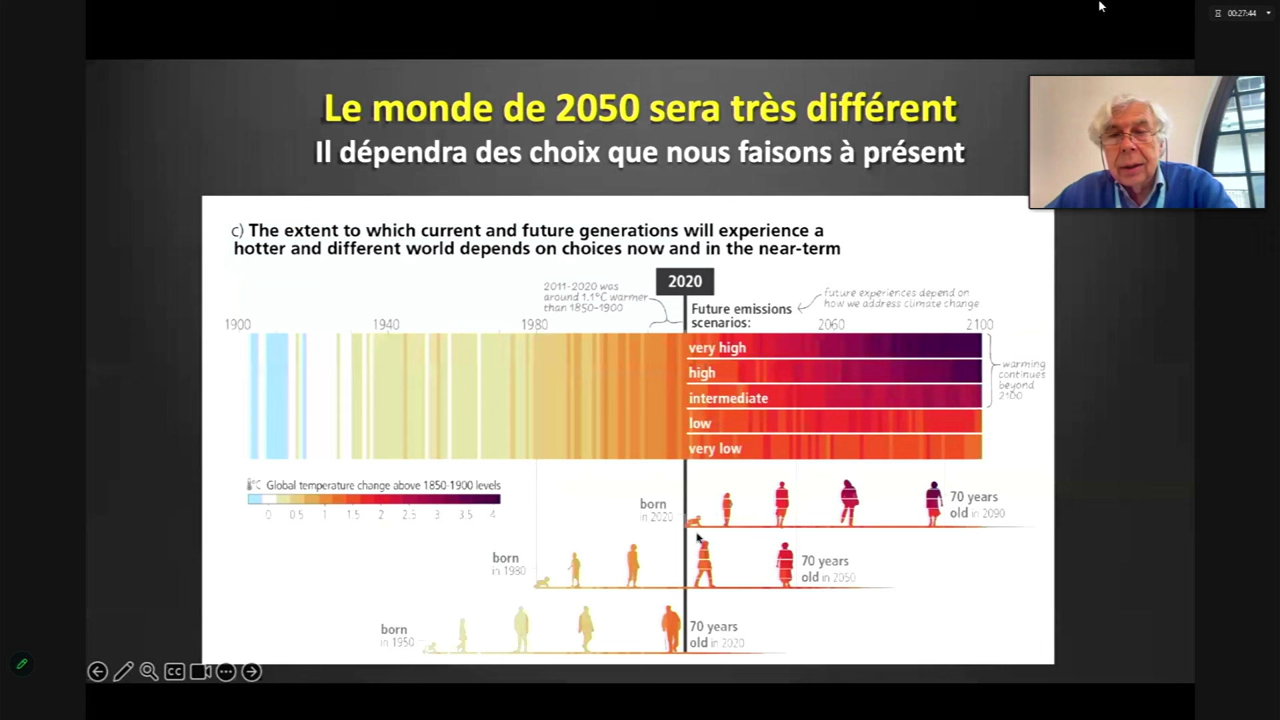 00:27:44
Le monde de 2050 sera très différent
Il dépendra des choix que nous faisons à présent
c) The extent to which current and future generations will experience a
hotter and different world depends on choices now and in the near-term
2020
2011-2020 was
around 1.1°C warmer
than 1850-1900
Future emissions
scenarios:
future experiences depend on
how we address climate change
1900
1940
1980
2060
2100
very high
high
intermediate
low
very low
warming
continues
beyond
2100
°C Global temperature change above 1850-1900 levels
0 0.5 1 1.5 2 2.5 3 3.5 4
born
in 2020
70 years
old in 2090
born
in 1980
70 years
old in 2050
born
in 1950
70 years
old in 2020
CC